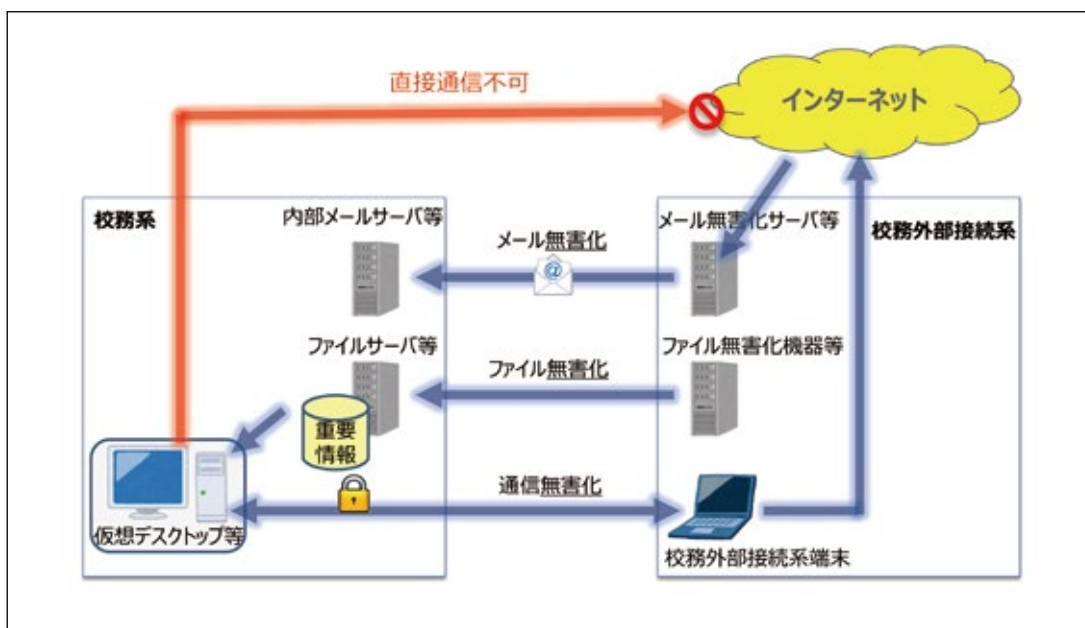 直接通信不可
インターネット
校務系
内部メールサーバ等
メール無害化
@
メール無害化サーバ等
校務外部接続系
ファイルサーバ等
ファイル無害化
ファイル無害化機器等
重要
情報
通信無害化
仮想デスクトップ等
校務外部接続系端末